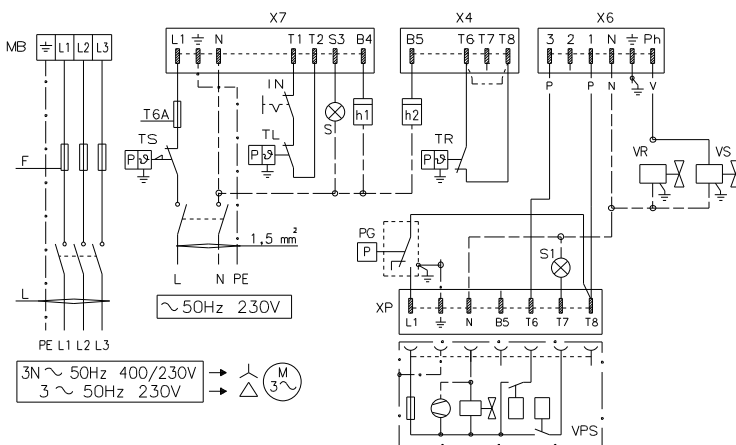 X7 X4 X6
MB L1 L2 L3
L1 N T1 T2 S3 B4
B5 T6 T7 T8
3 2 1 N Ph
P P N V
T6A
IN
S
h1
h2
TS
TL
TR
P ϑ
P ϑ
P ϑ
VR
VS
F
1,5 mm²
PG
P
S1
L
L N PE
XP
L1 N B5 T6 T7 T8
∼ 50Hz 230V
PE L1 L2 L3
3N ∼ 50Hz 400/230V
3 ∼ 50Hz 230V
M
3∼
VPS